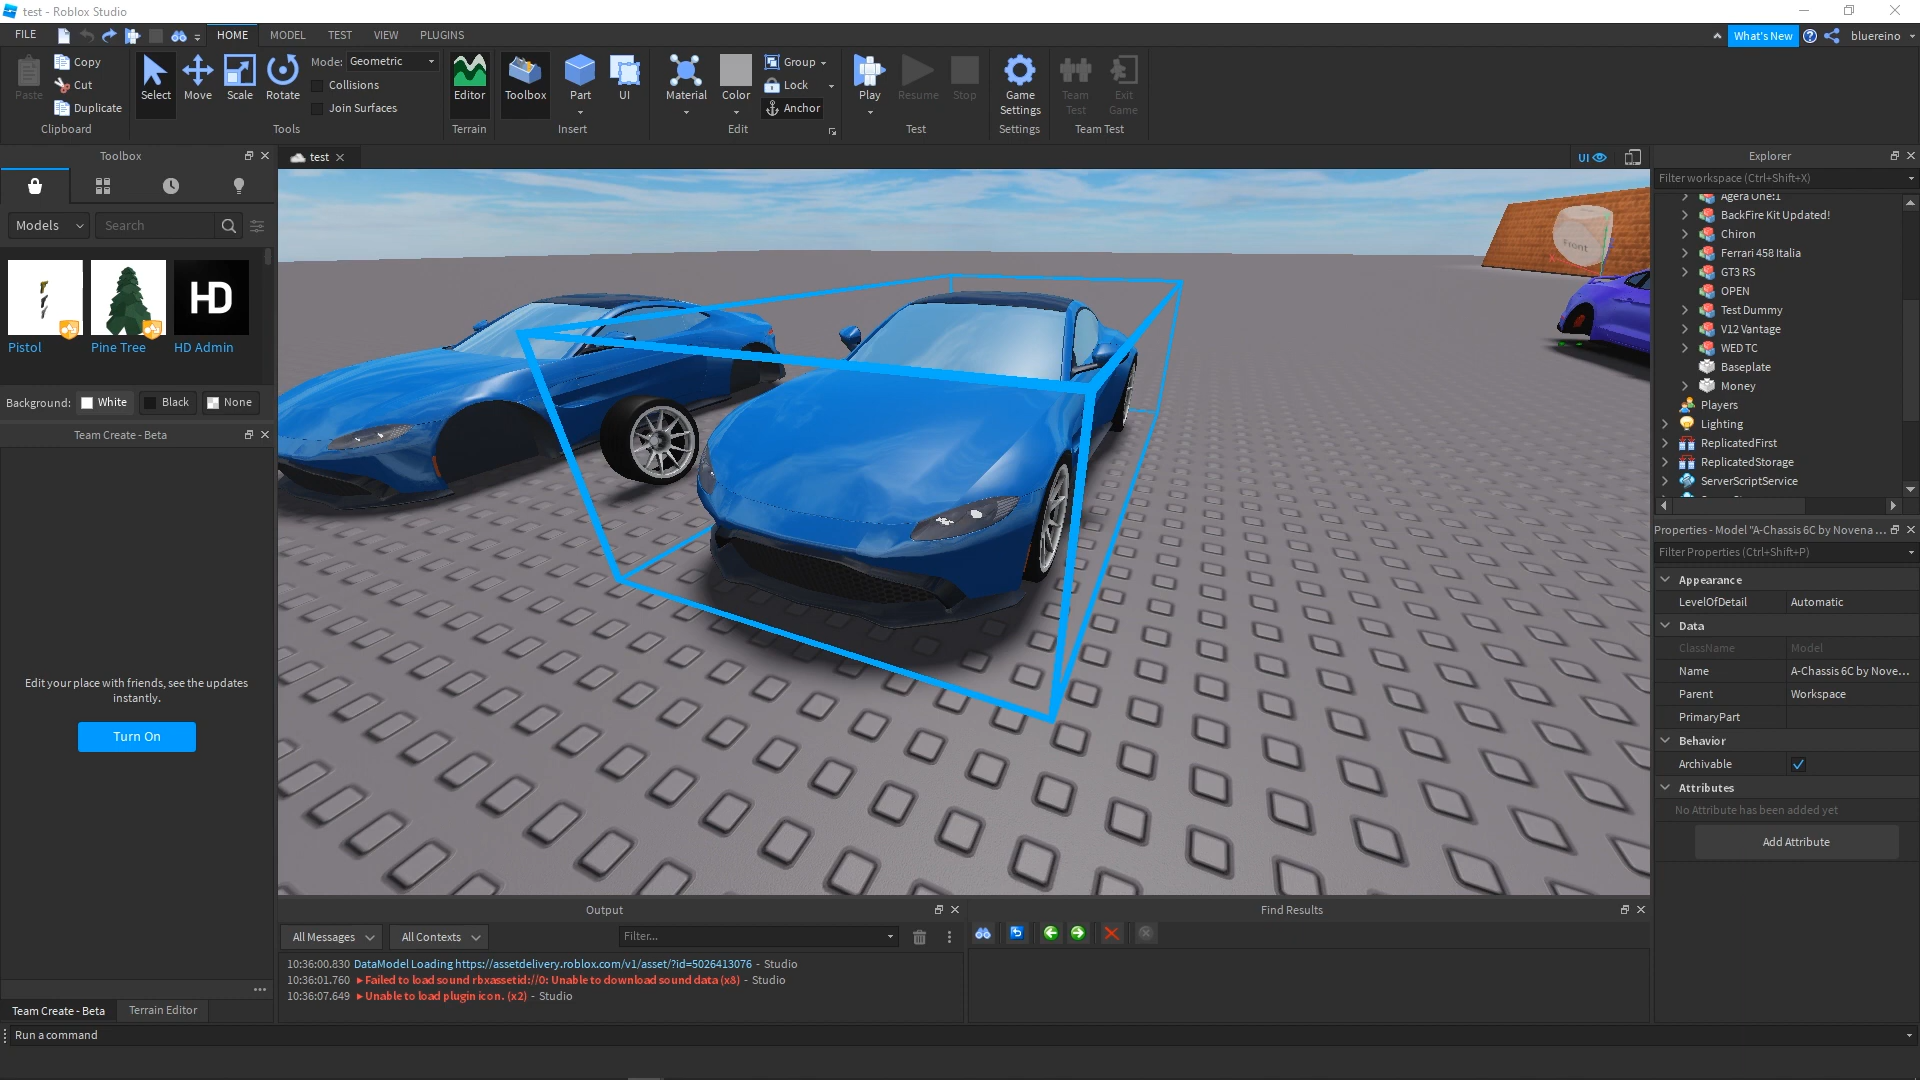 test - Roblox Studio
FILE
HOME
MODEL
TEST
VIEW
PLUGINS
What's New
bluereino
Paste
Copy
Cut
Duplicate
Clipboard
Select
Move
Scale
Rotate
Mode: Geometric
Collisions
Join Surfaces
Tools
Editor
Terrain
Toolbox
Part
UI
Insert
Material
Color
Group
Lock
Anchor
Edit
Play
Resume
Stop
Test
Game
Settings
Settings
Team
Test
Exit
Game
Team Test
Toolbox
Models
Search
HD
Pistol
Pine Tree
HD Admin
Background: White Black None
Team Create - Beta
Edit your place with friends, see the updates
instantly.
Turn On
Team Create - Beta
Terrain Editor
test
UI
Front
Output
All Messages
All Contexts
Filter...
10:36:00.830 DataModel Loading https://assetdelivery.roblox.com/v1/asset/?id=5026413076 - Studio
10:36:01.760 Failed to load sound rbxassetid://0: Unable to download sound data (x8) - Studio
10:36:07.649 Unable to load plugin icon. (x2) - Studio
Find Results
Explorer
Filter workspace (Ctrl+Shift+X)
Agera One:1
BackFire Kit Updated!
Chiron
Ferrari 458 Italia
GT3 RS
OPEN
Test Dummy
V12 Vantage
WED TC
Baseplate
Money
Players
Lighting
ReplicatedFirst
ReplicatedStorage
ServerScriptService
Properties - Model "A-Chassis 6C by Novena ...
Filter Properties (Ctrl+Shift+P)
Appearance
LevelOfDetail Automatic
Data
ClassName Model
Name A-Chassis 6C by Nove...
Parent Workspace
PrimaryPart
Behavior
Archivable
Attributes
No Attribute has been added yet
Add Attribute
Run a command